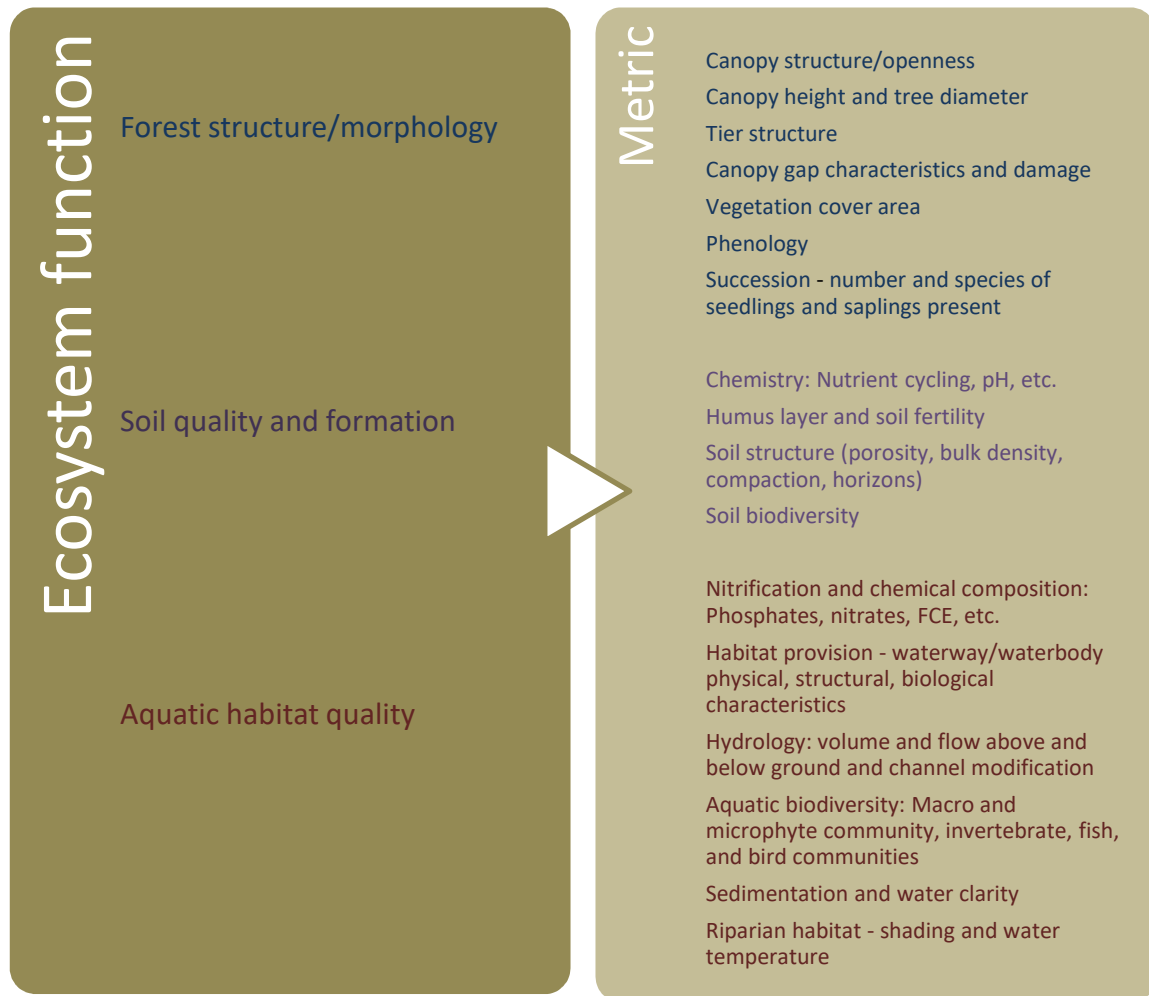 Ecosystem function
Forest structure/morphology
Soil quality and formation
Aquatic habitat quality
Metric
Canopy structure/openness
Canopy height and tree diameter
Tier structure
Canopy gap characteristics and damage
Vegetation cover area
Phenology
Succession - number and species of
seedlings and saplings present
Chemistry: Nutrient cycling, pH, etc.
Humus layer and soil fertility
Soil structure (porosity, bulk density,
compaction, horizons)
Soil biodiversity
Nitrification and chemical composition:
Phosphates, nitrates, FCE, etc.
Habitat provision - waterway/waterbody
physical, structural, biological
characteristics
Hydrology: volume and flow above and
below ground and channel modification
Aquatic biodiversity: Macro and
microphyte community, invertebrate, fish,
and bird communities
Sedimentation and water clarity
Riparian habitat - shading and water
temperature